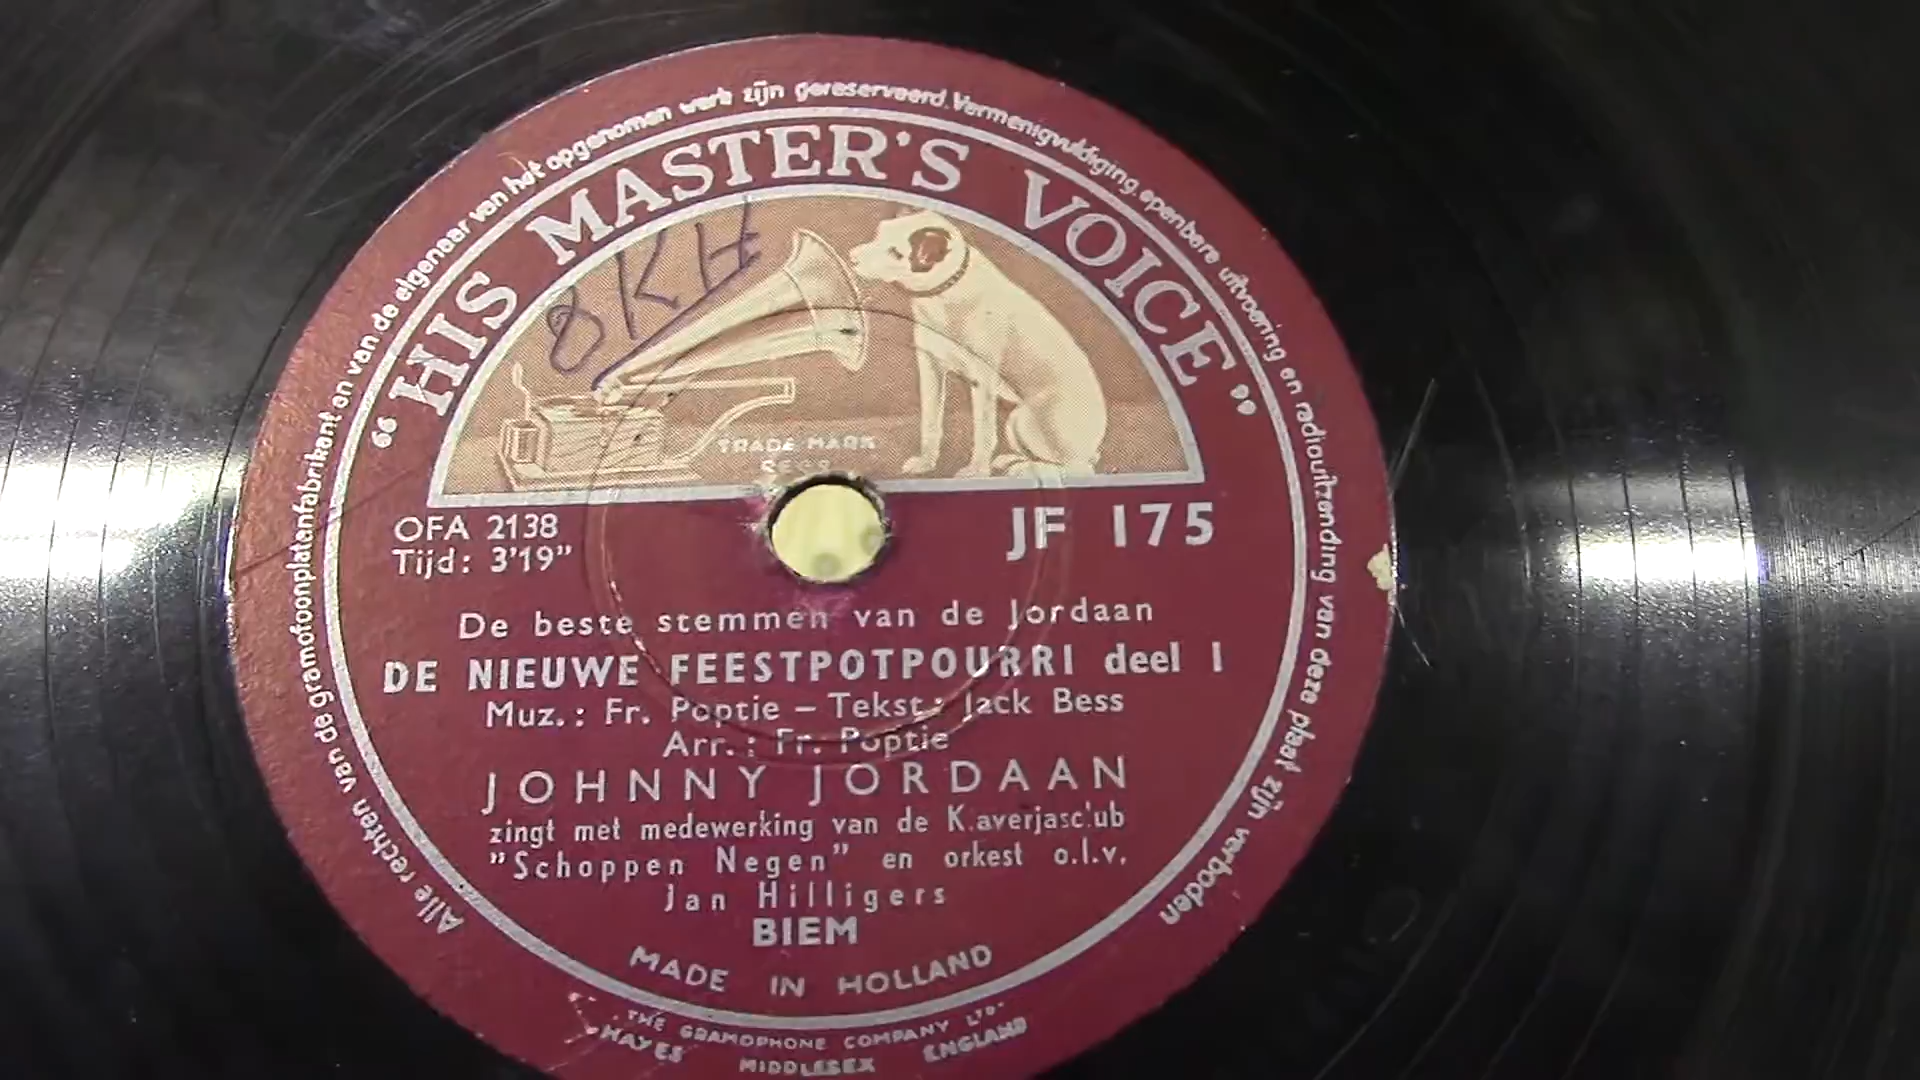 Alle rechten van de gramofoonplatenfabrikant en van de eigenaar van het opgenomen werk zijn gereserveerd. Vermenigvuldiging, openbare uitvoering en radiouitzending van deze plaat zijn verboden
"HIS MASTER'S VOICE"
8KH
TRADE MARK
REGD
OFA 2138
JF 175
Tijd: 3'19"
De beste stemmen van de Jordaan
DE NIEUWE FEESTPOTPOURRI deel I
Muz.: Fr. Poptie – Tekst: Jack Bess
Arr.: Fr. Poptie
JOHNNY JORDAAN
zingt met medewerking van de Klaverjasclub
"Schoppen Negen" en orkest o.l.v.
Jan Hilligers
BIEM
MADE IN HOLLAND
THE GRAMOPHONE COMPANY LTD.
HAYES MIDDLESEX ENGLAND